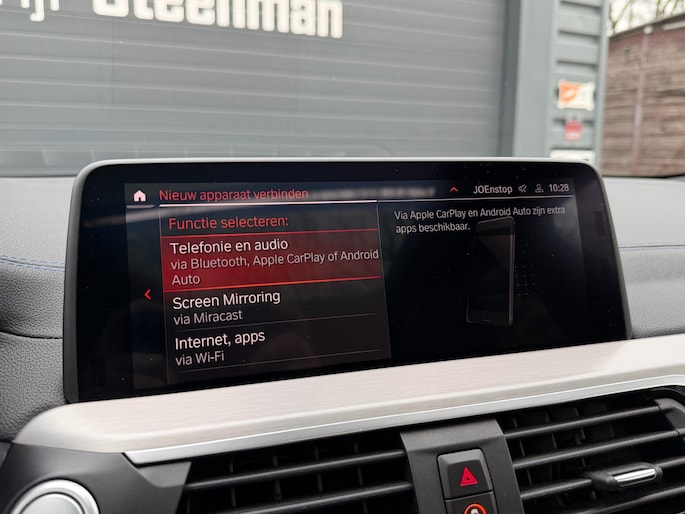 Steenman
Nieuw apparaat verbinden
JOEnstop
10:28
Functie selecteren:
Telefonie en audio
via Bluetooth, Apple CarPlay of Android
Auto
Screen Mirroring
via Miracast
Internet, apps
via Wi-Fi
Via Apple CarPlay en Android Auto zijn extra
apps beschikbaar.